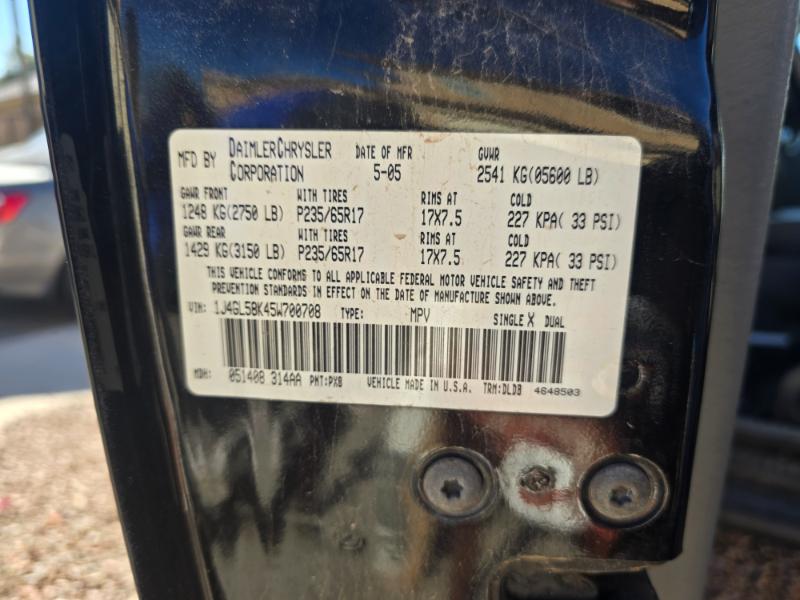 MFD BY DAIMLERCHRYSLER CORPORATION DATE OF MFR 5-05 GVWR 2541 KG(05600 LB)
GAWR FRONT WITH TIRES RIMS AT COLD
1248 KG(2750 LB) P235/65R17 17X7.5 227 KPA( 33 PSI)
GAWR REAR WITH TIRES RIMS AT COLD
1429 KG(3150 LB) P235/65R17 17X7.5 227 KPA( 33 PSI)
THIS VEHICLE CONFORMS TO ALL APPLICABLE FEDERAL MOTOR VEHICLE SAFETY AND THEFT
PREVENTION STANDARDS IN EFFECT ON THE DATE OF MANUFACTURE SHOWN ABOVE.
VIN: 1J4GL58K45W700708 TYPE: MPV SINGLE X DUAL
MDH: 051408 314AA PNT:PX8 VEHICLE MADE IN U.S.A. TRM:DLDB 4648503